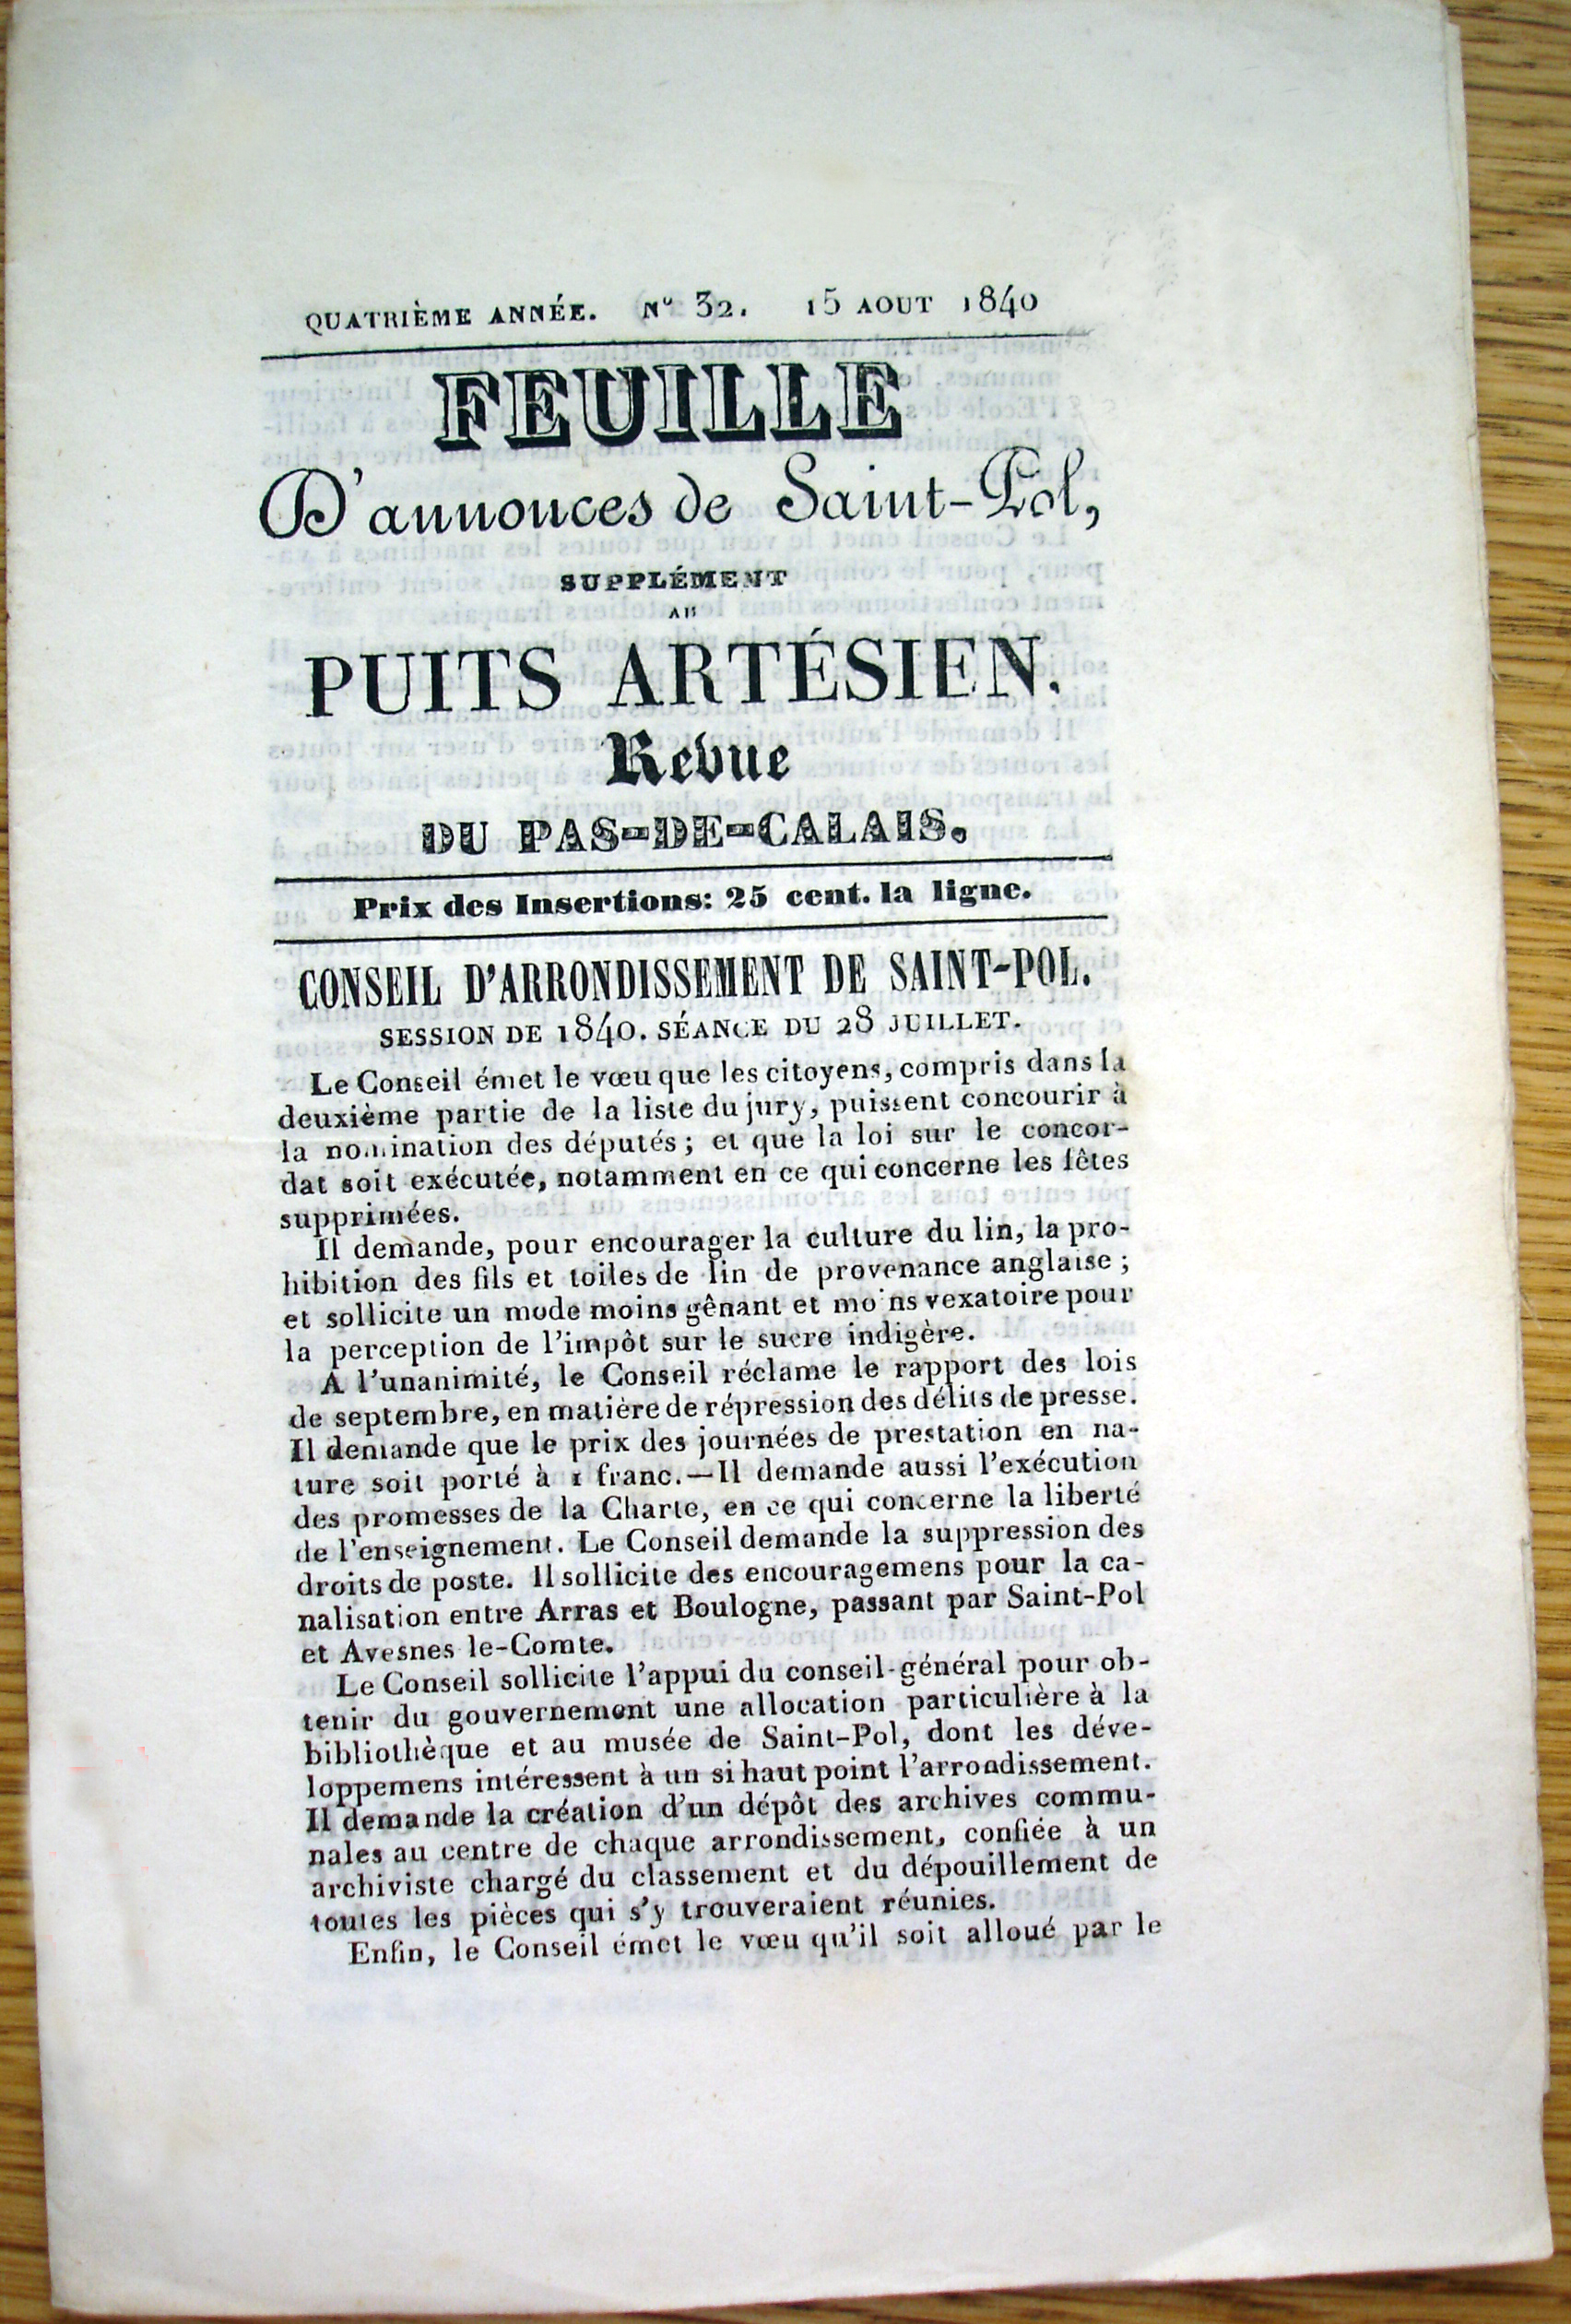 QUATRIÈME ANNÉE. Nº 32. 15 AOUT 1840
FEUILLE
D'annonces de Saint-Pol,
SUPPLÉMENT
AU
PUITS ARTÉSIEN.
Revue
DU PAS-DE-CALAIS.
Prix des Insertions: 25 cent. la ligne.
CONSEIL D'ARRONDISSEMENT DE SAINT-POL.
SESSION DE 1840. SÉANCE DU 28 JUILLET.
Le Conseil émet le vœu que les citoyens, compris dans la
deuxième partie de la liste du jury, puissent concourir à
la nomination des députés; et que la loi sur le concor-
dat soit exécutée, notamment en ce qui concerne les fêtes
supprimées.
Il demande, pour encourager la culture du lin, la pro-
hibition des fils et toiles de lin de provenance anglaise;
et sollicite un mode moins gênant et moins vexatoire pour
la perception de l'impôt sur le sucre indigère.
A l'unanimité, le Conseil réclame le rapport des lois
de septembre, en matière de répression des délits de presse.
Il demande que le prix des journées de prestation en na-
ture soit porté à 1 franc.—Il demande aussi l'exécution
des promesses de la Charte, en ce qui concerne la liberté
de l'enseignement. Le Conseil demande la suppression des
droits de poste. Il sollicite des encouragemens pour la ca-
nalisation entre Arras et Boulogne, passant par Saint-Pol
et Avesnes le-Comte.
Le Conseil sollicite l'appui du conseil-général pour ob-
tenir du gouvernement une allocation particulière à la
bibliothèque et au musée de Saint-Pol, dont les déve-
loppemens intéressent à un si haut point l'arrondissement.
Il demande la création d'un dépôt des archives commu-
nales au centre de chaque arrondissement, confiée à un
archiviste chargé du classement et du dépouillement de
toutes les pièces qui s'y trouveraient réunies.
Enfin, le Conseil émet le vœu qu'il soit alloué par le